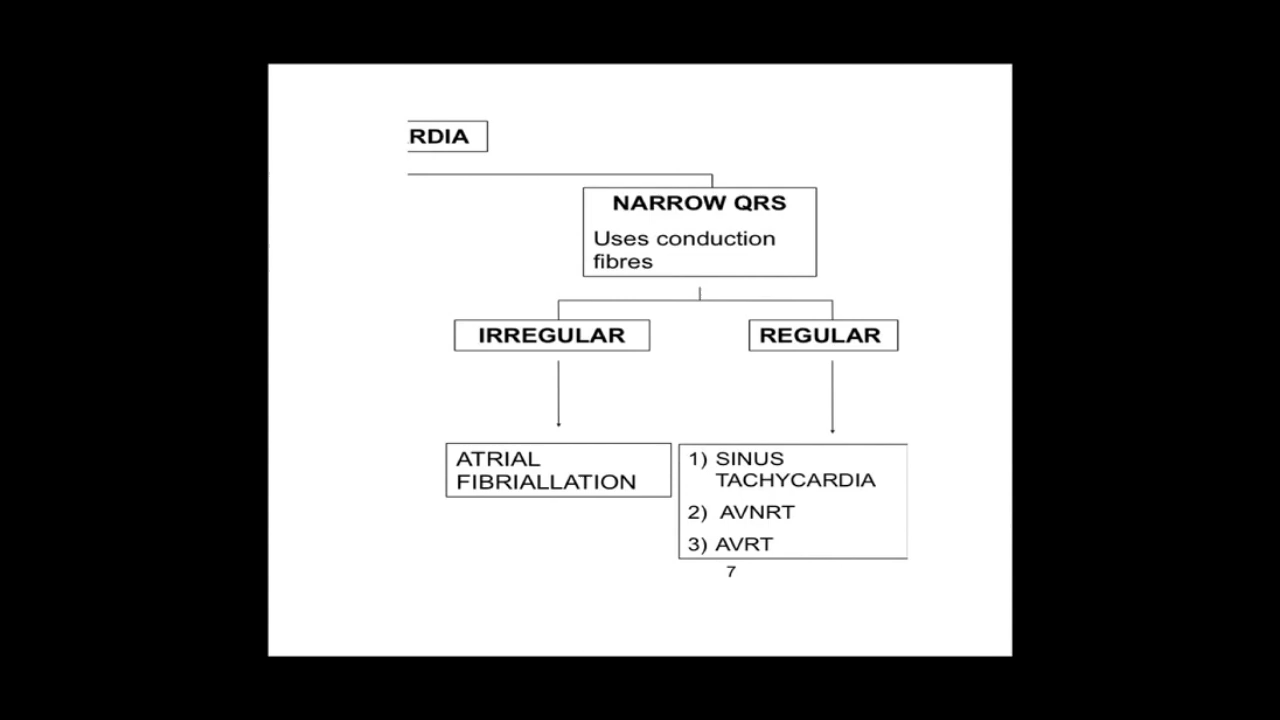 RDIA
NARROW QRS
Uses conduction
fibres
IRREGULAR
REGULAR
ATRIAL
FIBRIALLATION
1) SINUS
TACHYCARDIA
2) AVNRT
3) AVRT
7